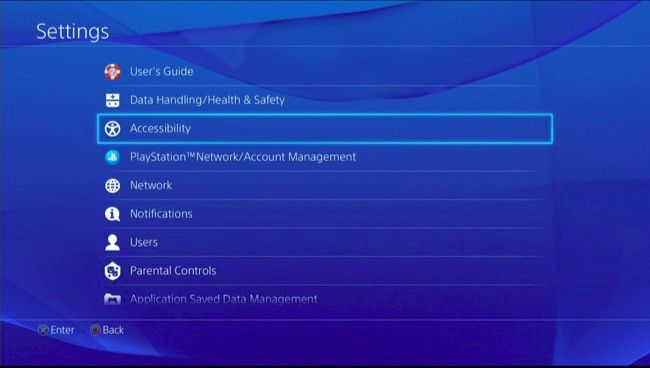 Settings
User's Guide
Data Handling/Health & Safety
Accessibility
PlayStation™Network/Account Management
Network
Notifications
Users
Parental Controls
Application Saved Data Management
Enter Back